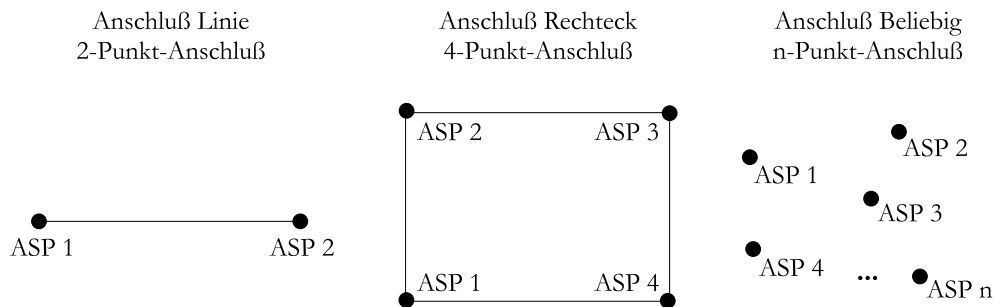 Anschluß Linie
2-Punkt-Anschluß
ASP 1
ASP 2
Anschluß Rechteck
4-Punkt-Anschluß
ASP 2
ASP 3
ASP 1
ASP 4
Anschluß Beliebig
n-Punkt-Anschluß
ASP 2
ASP 1
ASP 3
ASP 4
...
ASP n